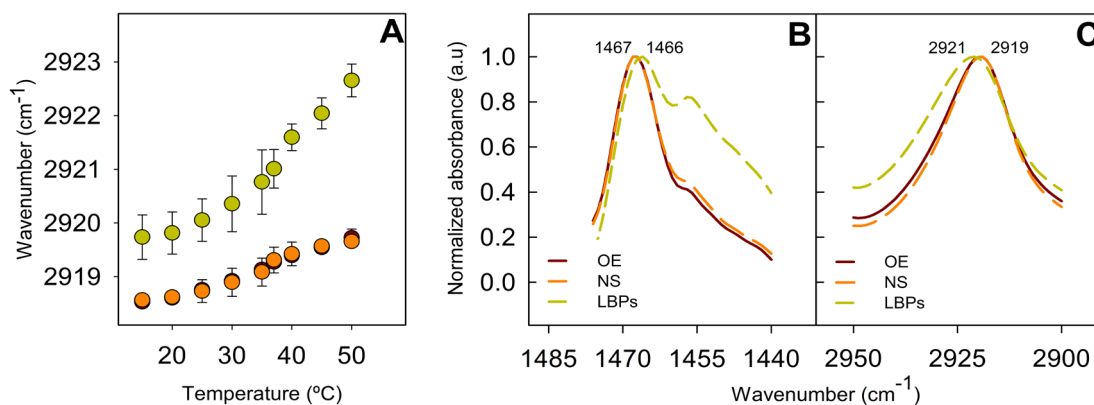 A
2923
2922
2921
2920
2919
Wavenumber (cm-1)
20 30 40 50
Temperature (ºC)
B
1467 1466
1.0
0.8
0.6
0.4
0.2
0.0
Normalized absorbance (a.u)
OE
NS
LBPs
1485 1470 1455 1440
C
2921 2919
OE
NS
LBPs
2950 2925 2900
Wavenumber (cm-1)